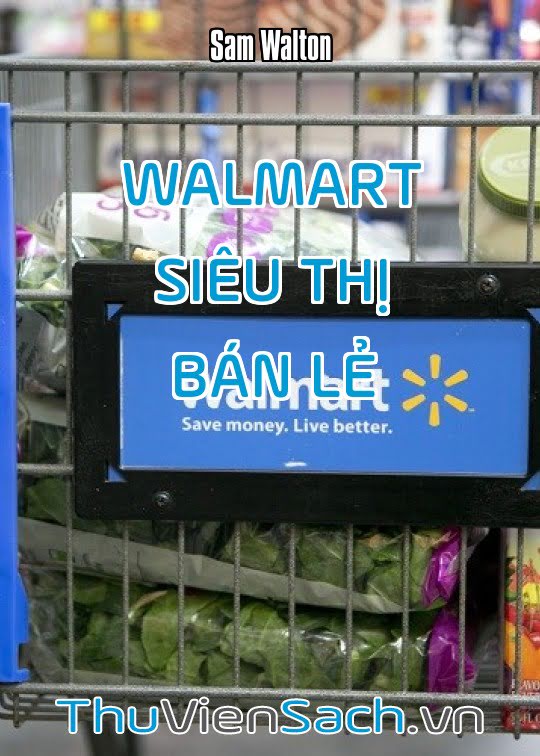 Sam Walton
WALMART
SIÊU THỊ
BÁN LẺ
Walmart
Save money. Live better.
ThuVienSach.vn